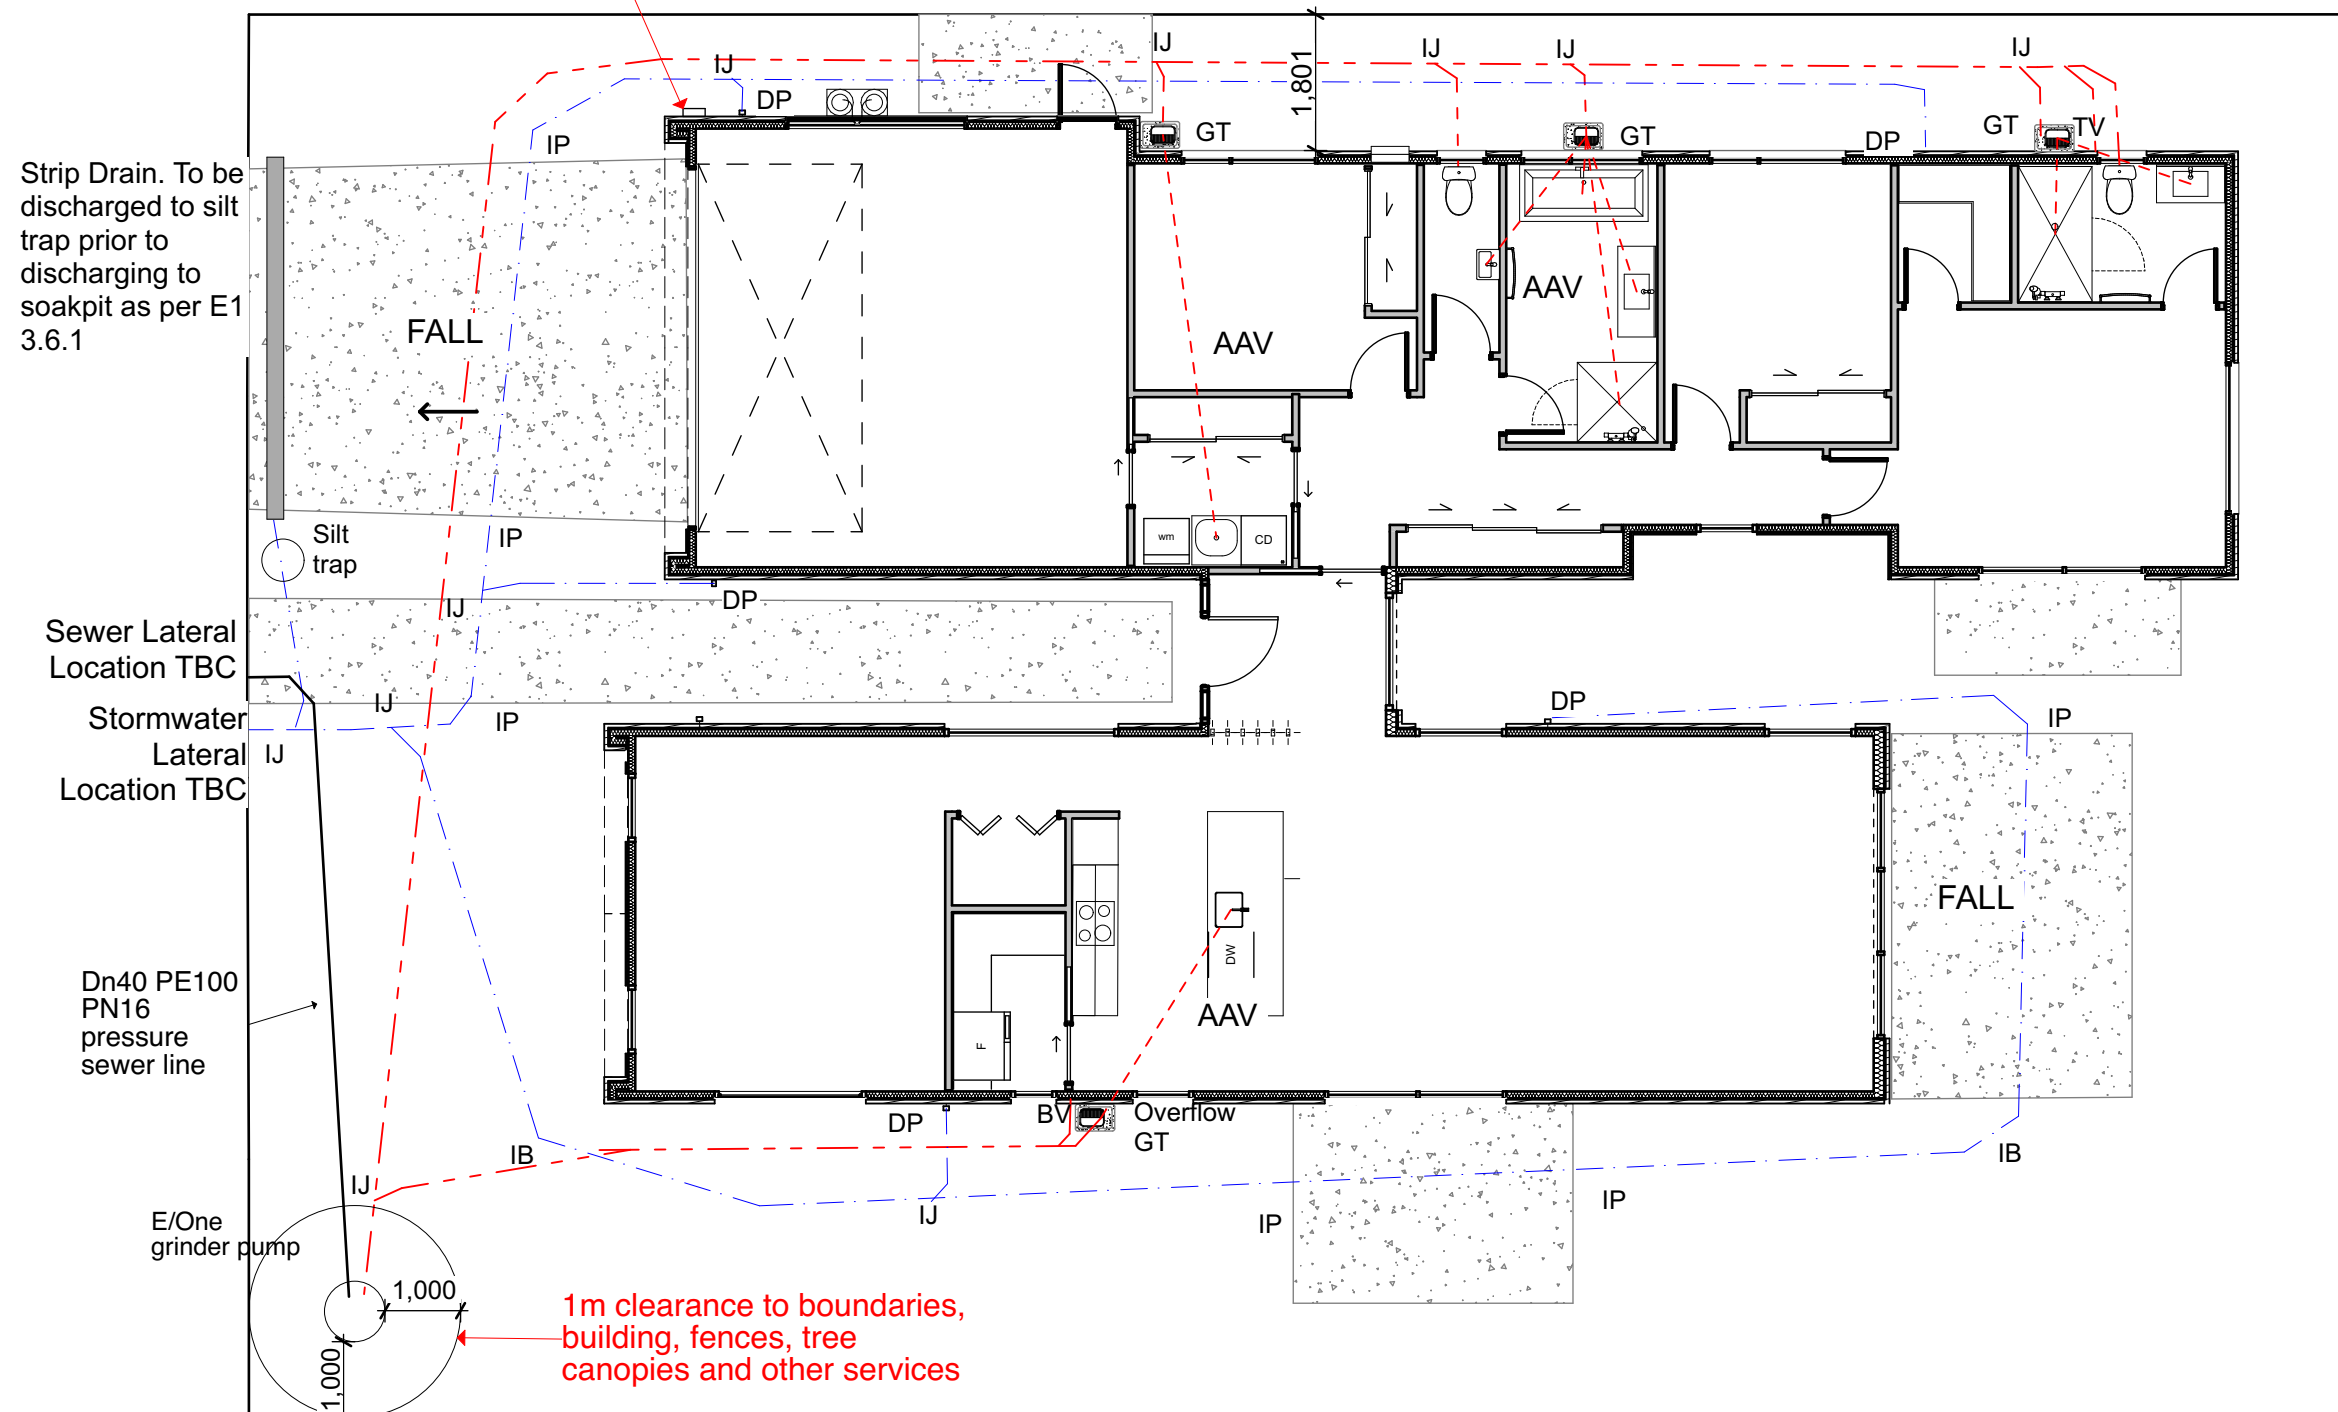 IJ
IJ
IJ
IJ
IJ
DP
1,801
GT
GT
GT
TV
DP
IP
Strip Drain. To be
discharged to silt
trap prior to
discharging to
soakpit as per E1
3.6.1
FALL
AAV
AAV
wm
CD
IP
Silt
trap
IJ
DP
Sewer Lateral
Location TBC
IJ
IP
Stormwater
Lateral
Location TBC
IJ
DP
IP
FALL
DW
AAV
F
Dn40 PE100
PN16
pressure
sewer line
DP
BV
Overflow
GT
IB
IB
IJ
IJ
IP
IP
E/One
grinder pump
1,000
1,000
1m clearance to boundaries,
building, fences, tree
canopies and other services